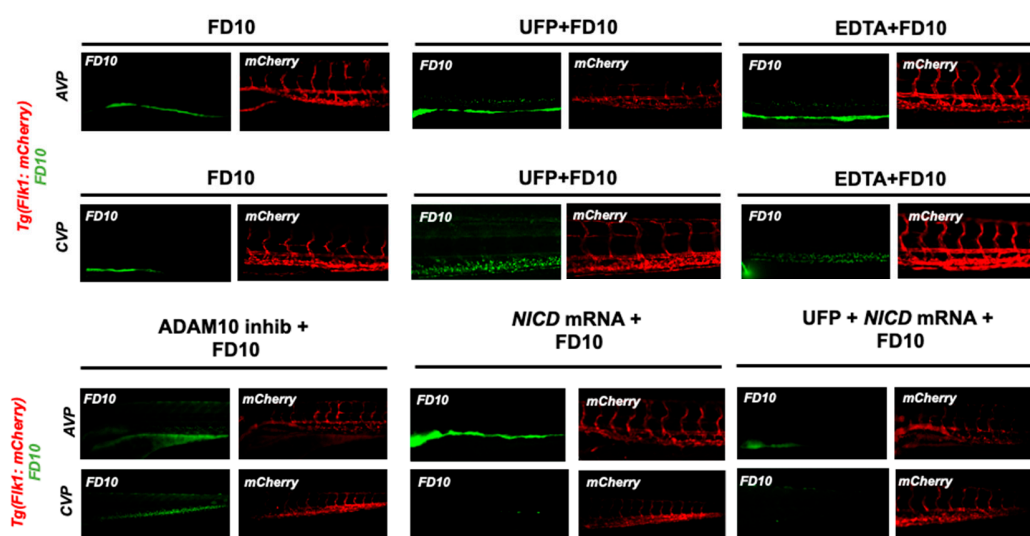 FD10 UFP+FD10 EDTA+FD10
Tg(Flk1: mCherry)
FD10
AVP
FD10 mCherry FD10 mCherry FD10 mCherry
FD10 UFP+FD10 EDTA+FD10
CVP
FD10 mCherry FD10 mCherry FD10 mCherry
ADAM10 inhib + NICD mRNA + UFP + NICD mRNA +
FD10 FD10 FD10
Tg(Flk1: mCherry)
FD10
AVP
FD10 mCherry FD10 mCherry FD10 mCherry
CVP
FD10 mCherry FD10 mCherry FD10 mCherry